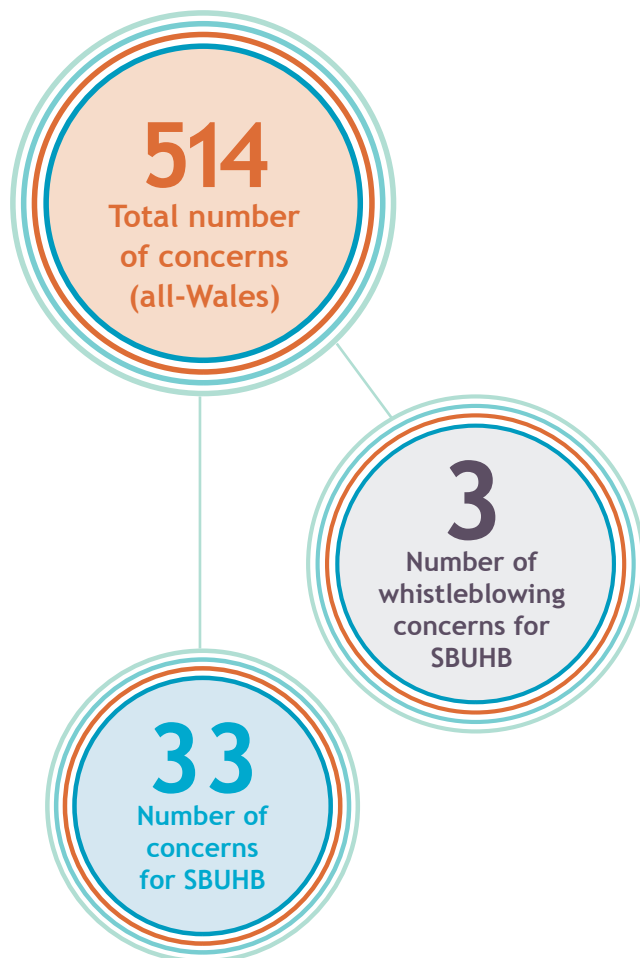 514
Total number
of concerns
(all-Wales)
3
Number of
whistleblowing
concerns for
SBUHB
33
Number of
concerns
for SBUHB